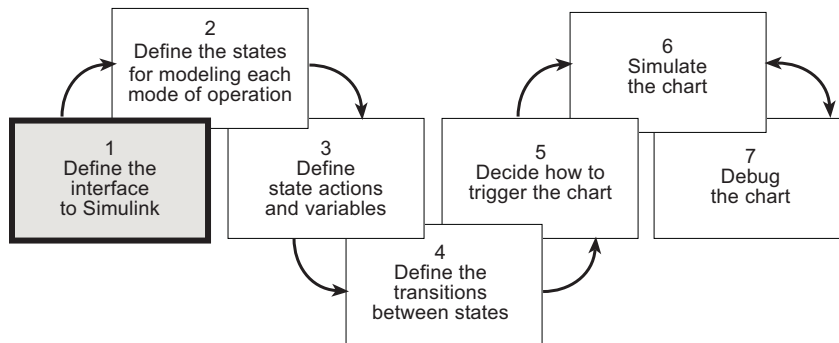 1
Define the
interface
to Simulink
2
Define the states
for modeling each
mode of operation
3
Define
state actions
and variables
4
Define the
transitions
between states
5
Decide how to
trigger the chart
6
Simulate
the chart
7
Debug
the chart